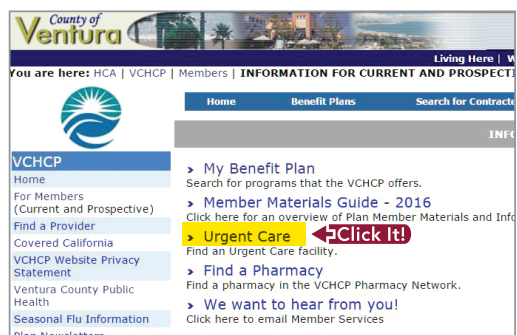 County of
Ventura
Living Here |
You are here: HCA | VCHCP | Members | INFORMATION FOR CURRENT AND
Home Benefit Plans Search for
VCHCP
Home
For Members
(Current and Prospective)
Find a Provider
Covered California
VCHCP Website Privacy
Statement
Ventura County Public
Health
Seasonal Flu Information
Plan Newsletters
My Benefit Plan
Search for programs that the VCHCP offers.
Member Materials Guide - 2016
Click here for an overview of Plan Member Materials and
Urgent Care Click It!
Find an Urgent Care facility.
Find a Pharmacy
Find a pharmacy in the VCHCP Pharmacy Network.
We want to hear from you!
Click here to email Member Services